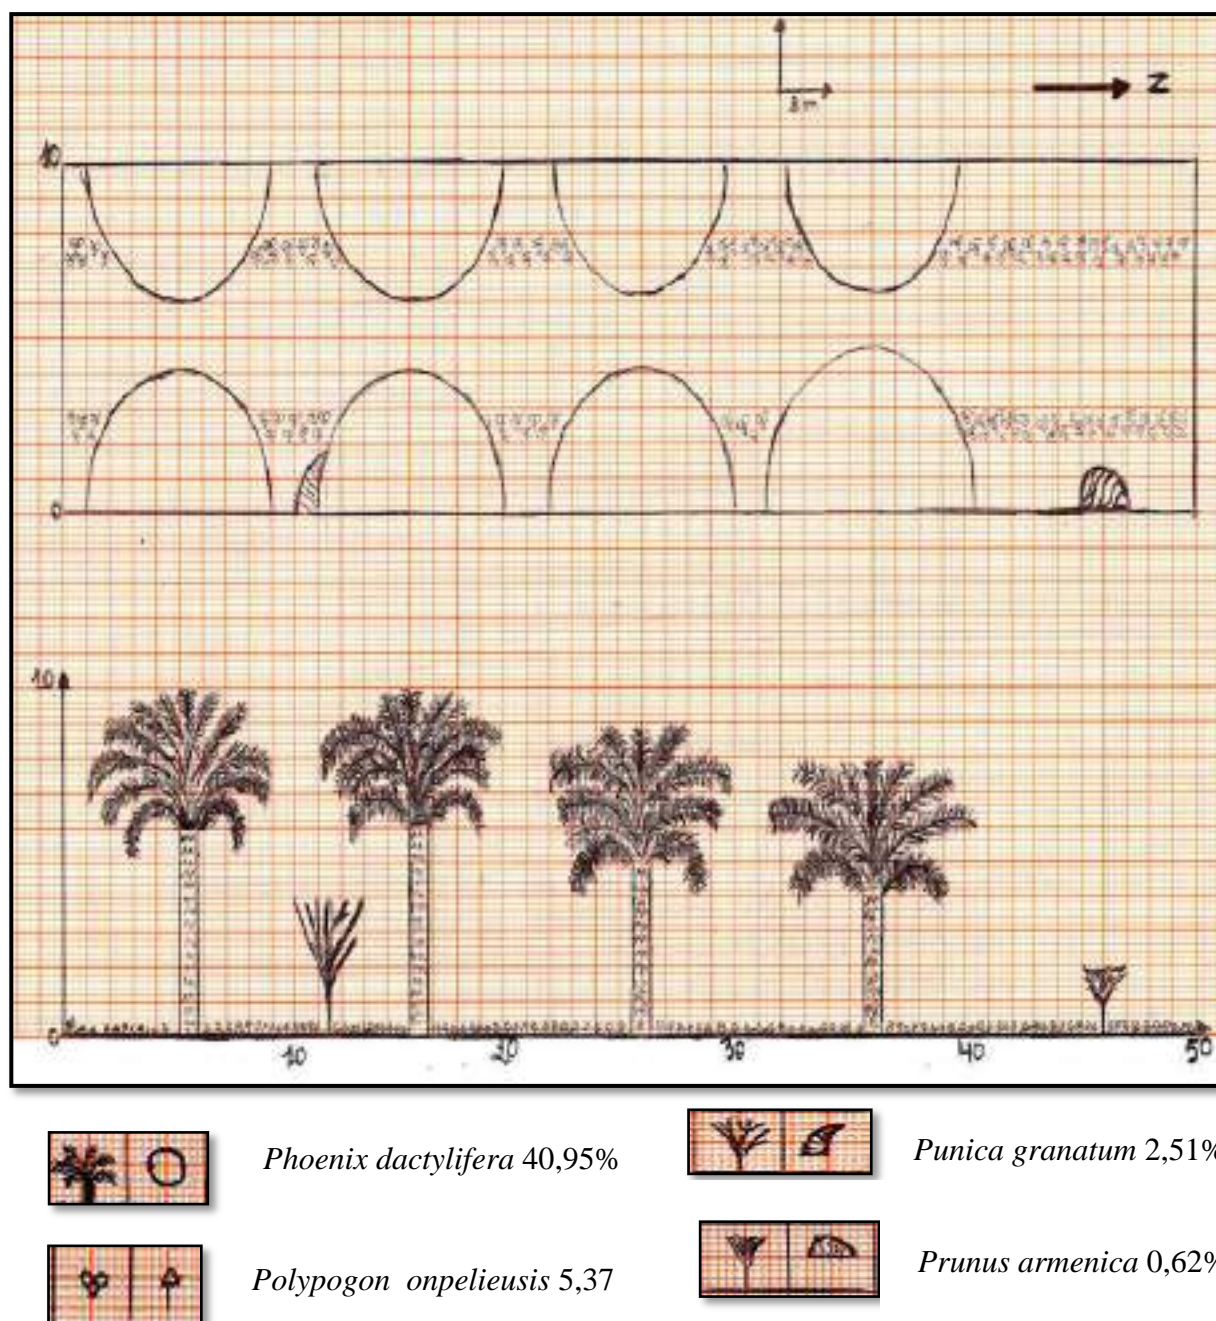 N
10
0
10
0
10 20 30 40 50
Phoenix dactylifera 40,95%
Punica granatum 2,51%
Polypogon onpelieusis 5,37
Prunus armenica 0,62%